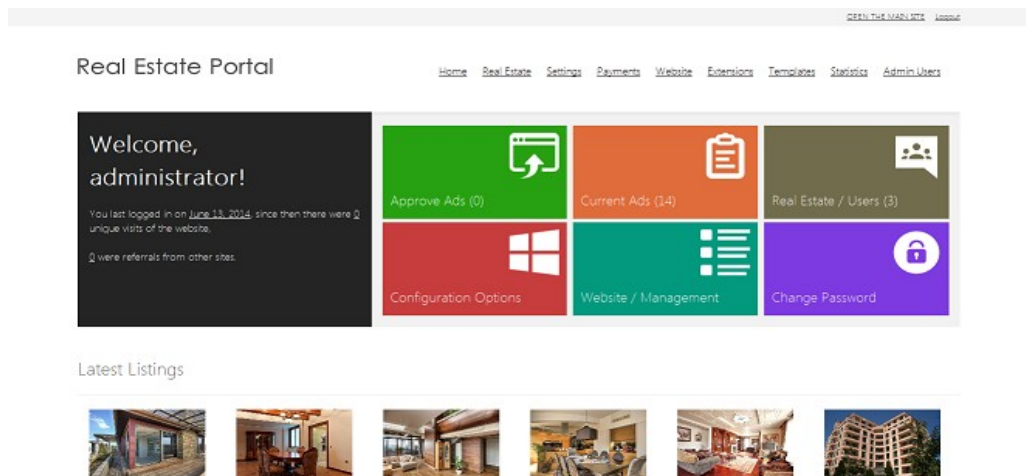 OPEN THE MAIN SITE Logout
Real Estate Portal
Home Real Estate Settings Payments Website Extensions Templates Statistics Admin Users
Welcome,
administrator!
You last logged in on June 13, 2014, since then there were 0
unique visits of the website,
0 were referrals from other sites.
Approve Ads (0)
Current Ads (14)
Real Estate / Users (3)
Configuration Options
Website / Management
Change Password
Latest Listings